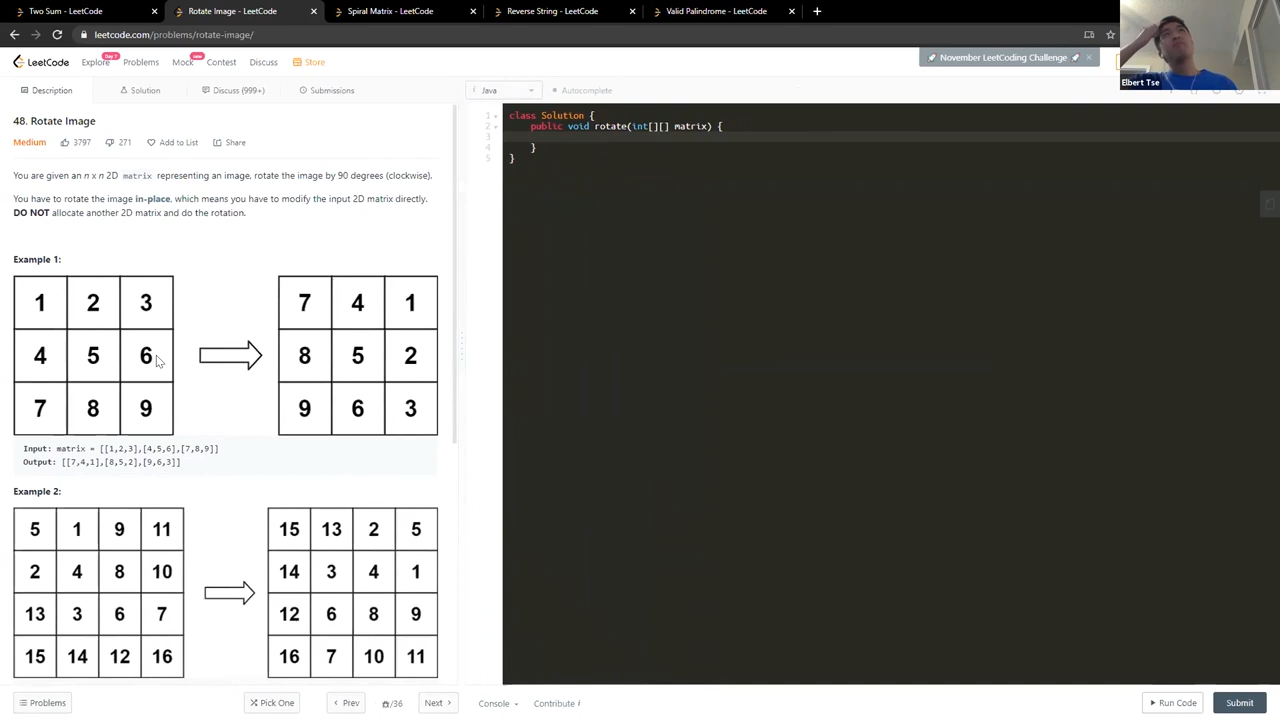 Two Sum - LeetCode
Rotate Image - LeetCode
Spiral Matrix - LeetCode
Reverse String - LeetCode
Valid Palindrome - LeetCode
leetcode.com/problems/rotate-image/
LeetCode
Explore
Day 7
Problems
Mock
new
Contest
Discuss
Store
November LeetCoding Challenge
Elbert Tse
Description
Solution
Discuss (999+)
Submissions
Java
Autocomplete
48. Rotate Image
Medium
3797
271
Add to List
Share
You are given an n x n 2D matrix representing an image, rotate the image by 90 degrees (clockwise).
You have to rotate the image in-place, which means you have to modify the input 2D matrix directly.
DO NOT allocate another 2D matrix and do the rotation.
Example 1:
1 2 3
4 5 6
7 8 9
7 4 1
8 5 2
9 6 3
Input: matrix = [[1,2,3],[4,5,6],[7,8,9]]
Output: [[7,4,1],[8,5,2],[9,6,3]]
Example 2:
5 1 9 11
2 4 8 10
13 3 6 7
15 14 12 16
15 13 2 5
14 3 4 1
12 6 8 9
16 7 10 11
1 class Solution {
2 public void rotate(int[][] matrix) {
3
4 }
5 }
Problems
Pick One
Prev
/36
Next
Console
Contribute i
Run Code
Submit